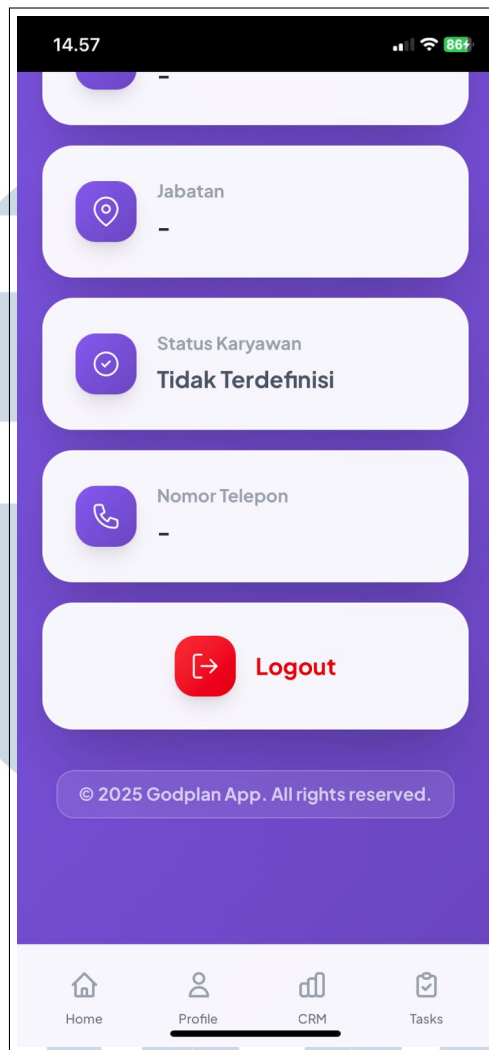 14.57
86
-
Jabatan
-
Status Karyawan
Tidak Terdefinisi
Nomor Telepon
-
Logout
© 2025 Godplan App. All rights reserved.
Home
Profile
CRM
Tasks